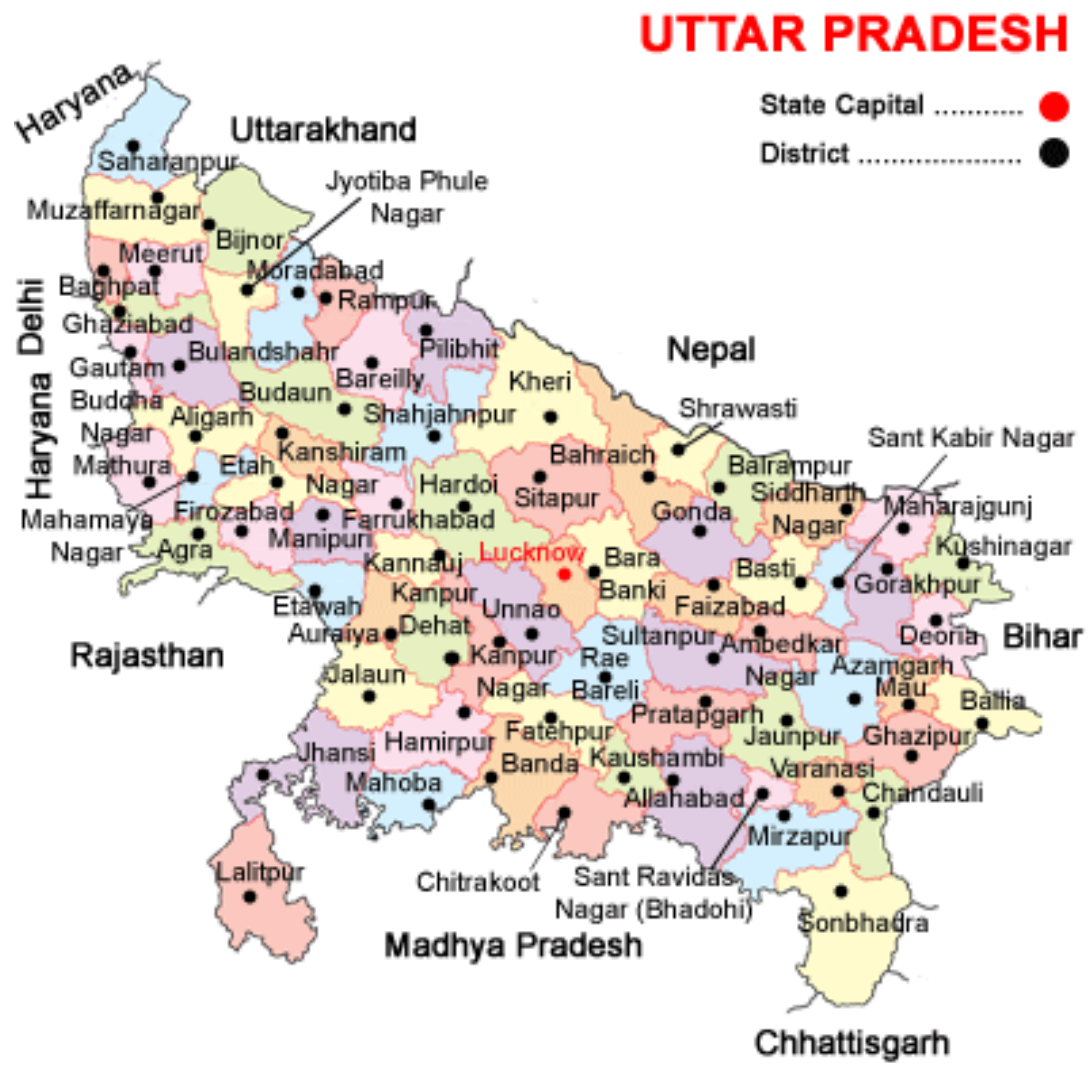 UTTAR PRADESH
State Capital ...........
District ....................
Haryana
Uttarakhand
Saharanpur
Jyotiba Phule
Nagar
Muzaffarnagar
Bijnor
Meerut
Moradabad
Baghpat
Rampur
Ghaziabad
Haryana Delhi
Bulandshahr
Pilibhit
Nepal
Gautam
Buddha
Nagar
Bareilly
Kheri
Budaun
Aligarh
Shahjahnpur
Shrawasti
Sant Kabir Nagar
Kanshiram
Nagar
Bahraich
Balrampur
Mathura
Etah
Hardoi
Sitapur
Siddharth
Nagar
Maharajgunj
Mahamaya
Nagar
Firozabad
Farrukhabad
Gonda
Manipuri
Kushinagar
Agra
Kannauj
Lucknow
Bara
Banki
Basti
Gorakhpur
Etawah
Kanpur
Dehat
Unnao
Faizabad
Auraiya
Sultanpur
Ambedkar
Nagar
Deoria
Bihar
Rajasthan
Kanpur
Nagar
Rae
Bareli
Azamgarh
Jalaun
Mau
Ballia
Pratapgarh
Fatehpur
Jaunpur
Ghazipur
Jhansi
Hamirpur
Banda
Kaushambi
Varanasi
Mahoba
Allahabad
Chandauli
Mirzapur
Lalitpur
Chitrakoot
Sant Ravidas
Nagar (Bhadohi)
Sonbhadra
Madhya Pradesh
Chhattisgarh